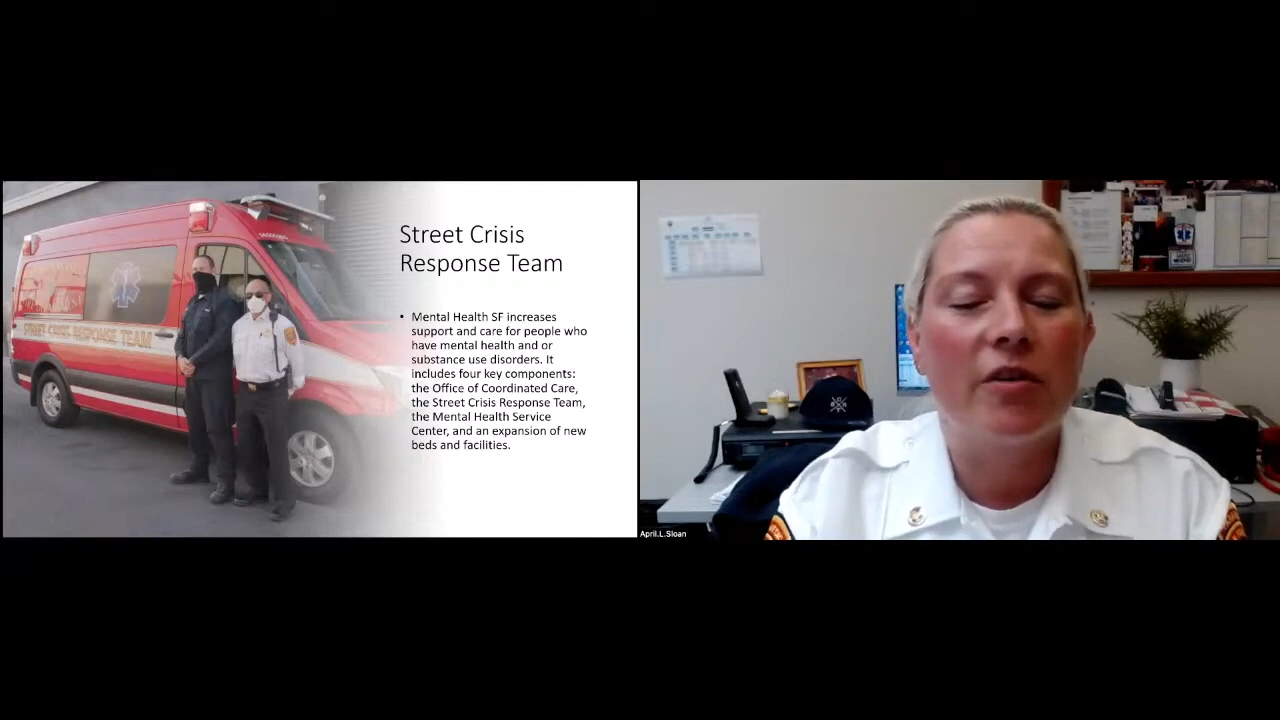 Street Crisis
Response Team
• Mental Health SF increases
support and care for people who
have mental health and or
substance use disorders. It
includes four key components:
the Office of Coordinated Care,
the Street Crisis Response Team,
the Mental Health Service
Center, and an expansion of new
beds and facilities.
STREET CRISIS RESPONSE TEAM
April.L.Sloan